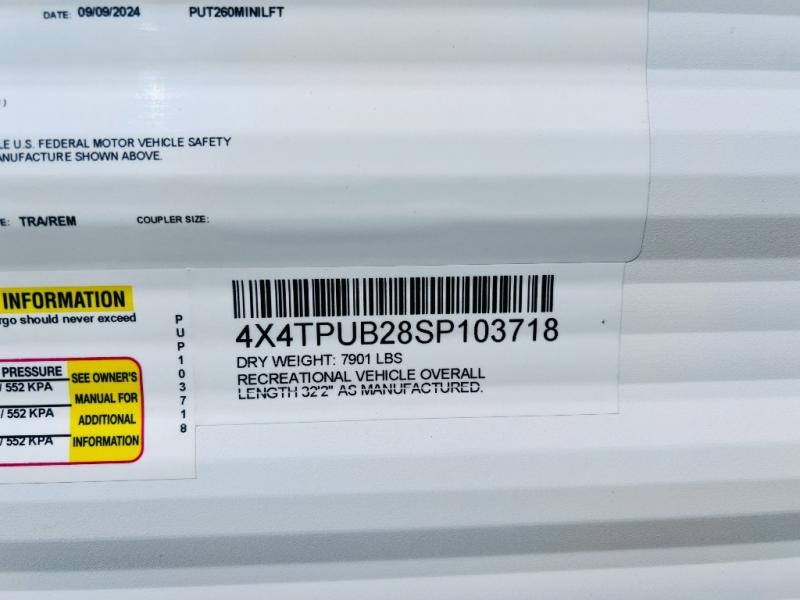 DATE: 09/09/2024 PUT260MINILFT
)
LE U.S. FEDERAL MOTOR VEHICLE SAFETY
ANUFACTURE SHOWN ABOVE.
E: TRA/REM COUPLER SIZE:
INFORMATION
rgo should never exceed
PRESSURE
/ 552 KPA
/ 552 KPA
/ 552 KPA
SEE OWNER'S
MANUAL FOR
ADDITIONAL
INFORMATION
PUP103718
4X4TPUB28SP103718
DRY WEIGHT: 7901 LBS
RECREATIONAL VEHICLE OVERALL
LENGTH 32'2" AS MANUFACTURED.